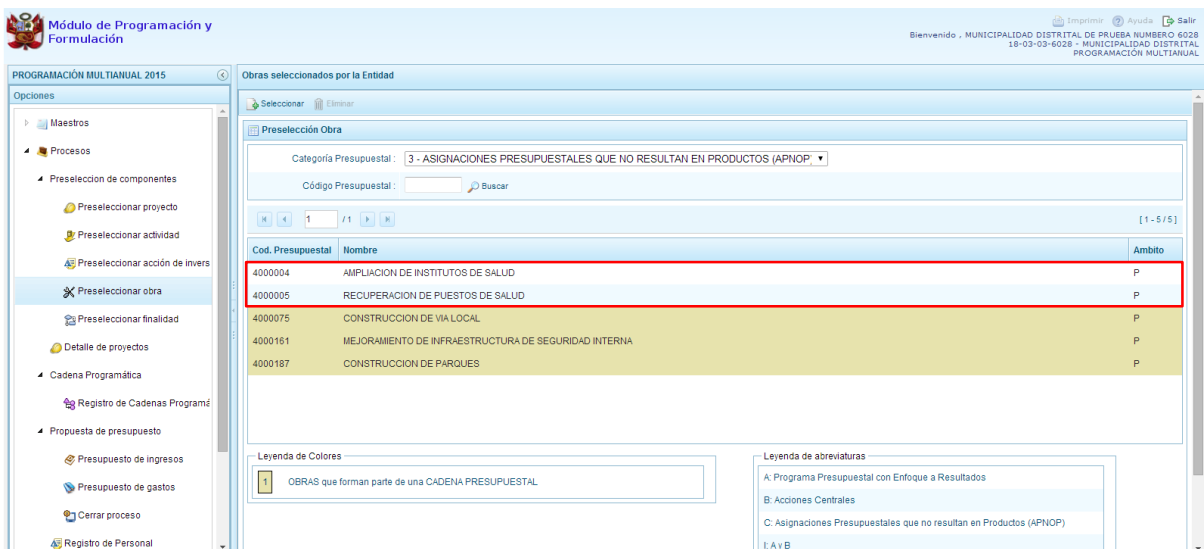 Módulo de Programación y
Formulación
Imprimir Ayuda Salir
Bienvenido , MUNICIPALIDAD DISTRITAL DE PRUEBA NUMBERO 6028
18-03-03-6028 - MUNICIPALIDAD DISTRITAL
PROGRAMACIÓN MULTIANUAL
PROGRAMACIÓN MULTIANUAL 2015
Opciones
Maestros
Procesos
Preseleccion de componentes
Preseleccionar proyecto
Preseleccionar actividad
Preseleccionar acción de invers
Preseleccionar obra
Preseleccionar finalidad
Detalle de proyectos
Cadena Programática
Registro de Cadenas Programá
Propuesta de presupuesto
Presupuesto de ingresos
Presupuesto de gastos
Cerrar proceso
Registro de Personal
Obras seleccionados por la Entidad
Seleccionar Eliminar
Preselección Obra
Categoría Presupuestal : 3 - ASIGNACIONES PRESUPUESTALES QUE NO RESULTAN EN PRODUCTOS (APNOP)
Código Presupuestal : Buscar
1 / 1 [ 1 - 5 / 5 ]
Cod. Presupuestal Nombre Ambito
4000004 AMPLIACION DE INSTITUTOS DE SALUD P
4000005 RECUPERACION DE PUESTOS DE SALUD P
4000075 CONSTRUCCION DE VIA LOCAL P
4000161 MEJORAMIENTO DE INFRAESTRUCTURA DE SEGURIDAD INTERNA P
4000187 CONSTRUCCION DE PARQUES P
Leyenda de Colores
1 OBRAS que forman parte de una CADENA PRESUPUESTAL
Leyenda de abreviaturas
A: Programa Presupuestal con Enfoque a Resultados
B: Acciones Centrales
C: Asignaciones Presupuestales que no resultan en Productos (APNOP)
I: A y B